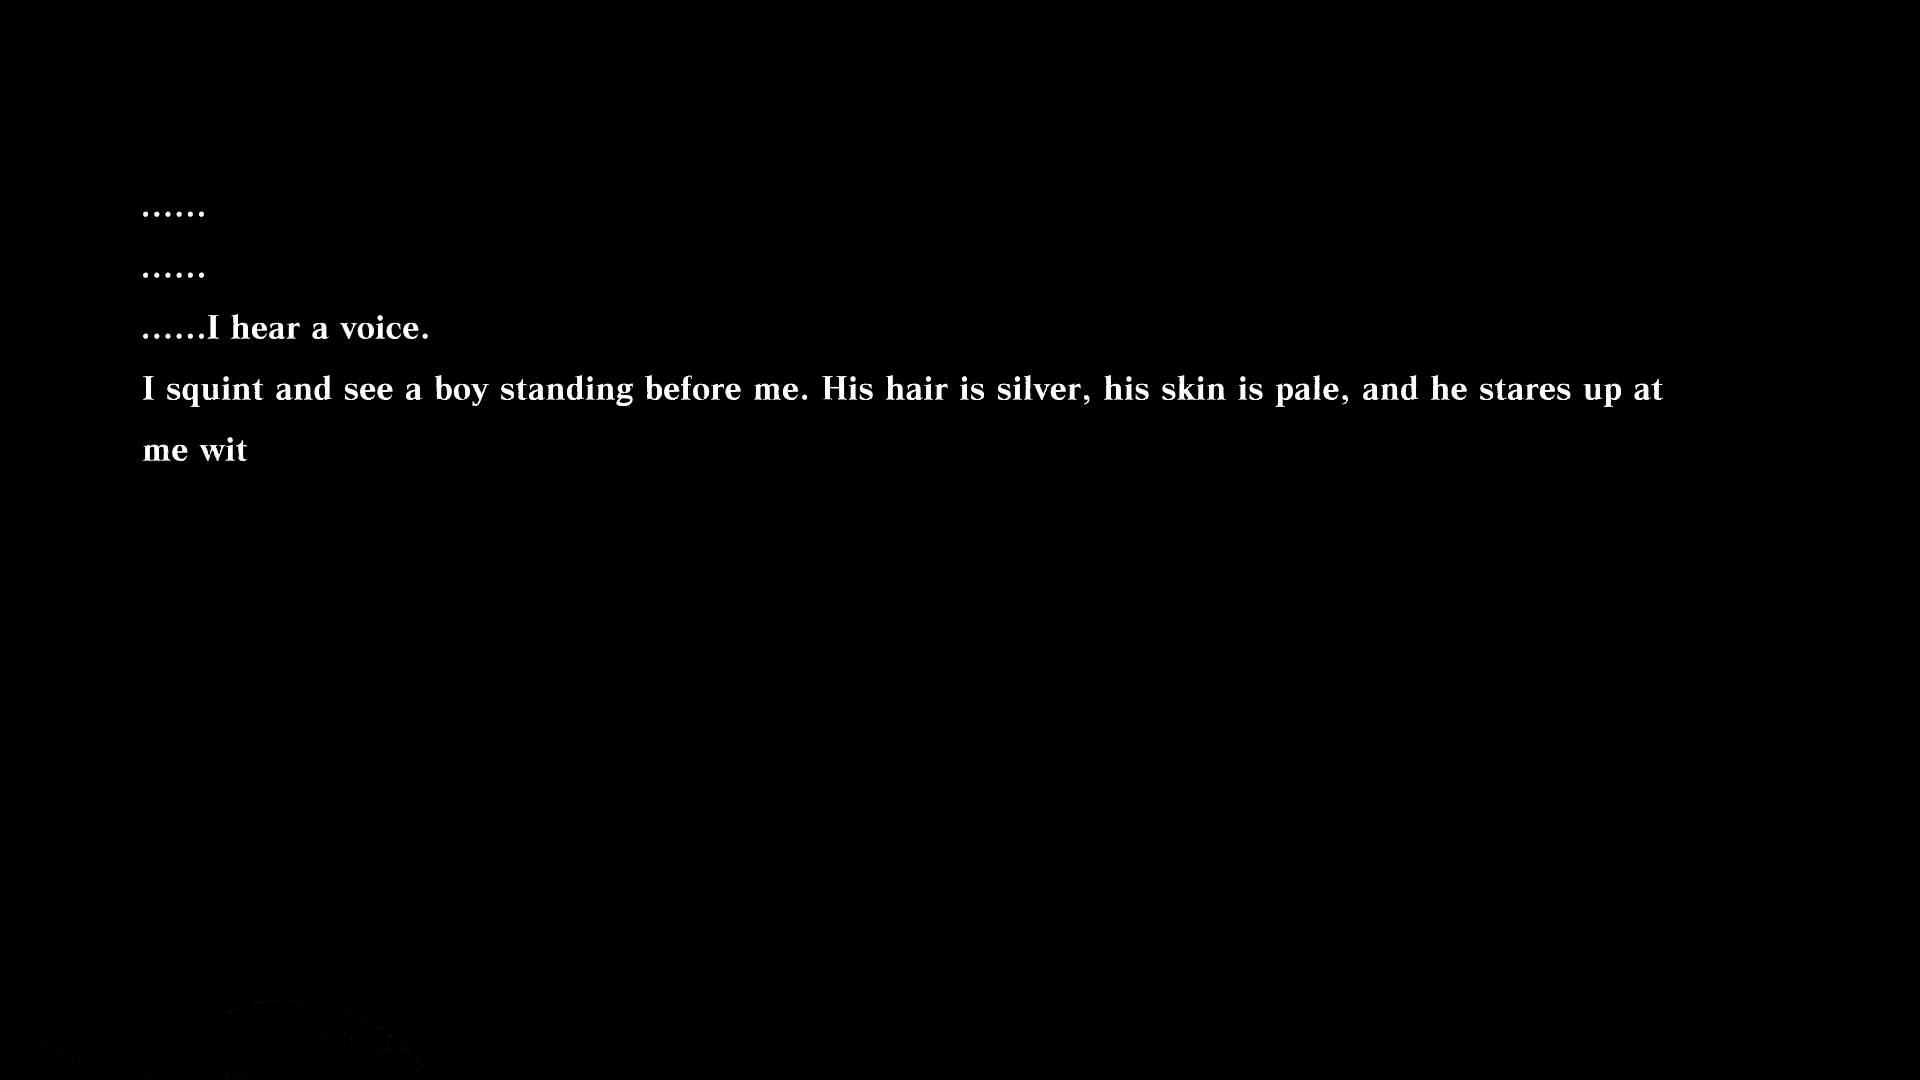 ......
......
......I hear a voice.
I squint and see a boy standing before me. His hair is silver, his skin is pale, and he stares up at
me wit